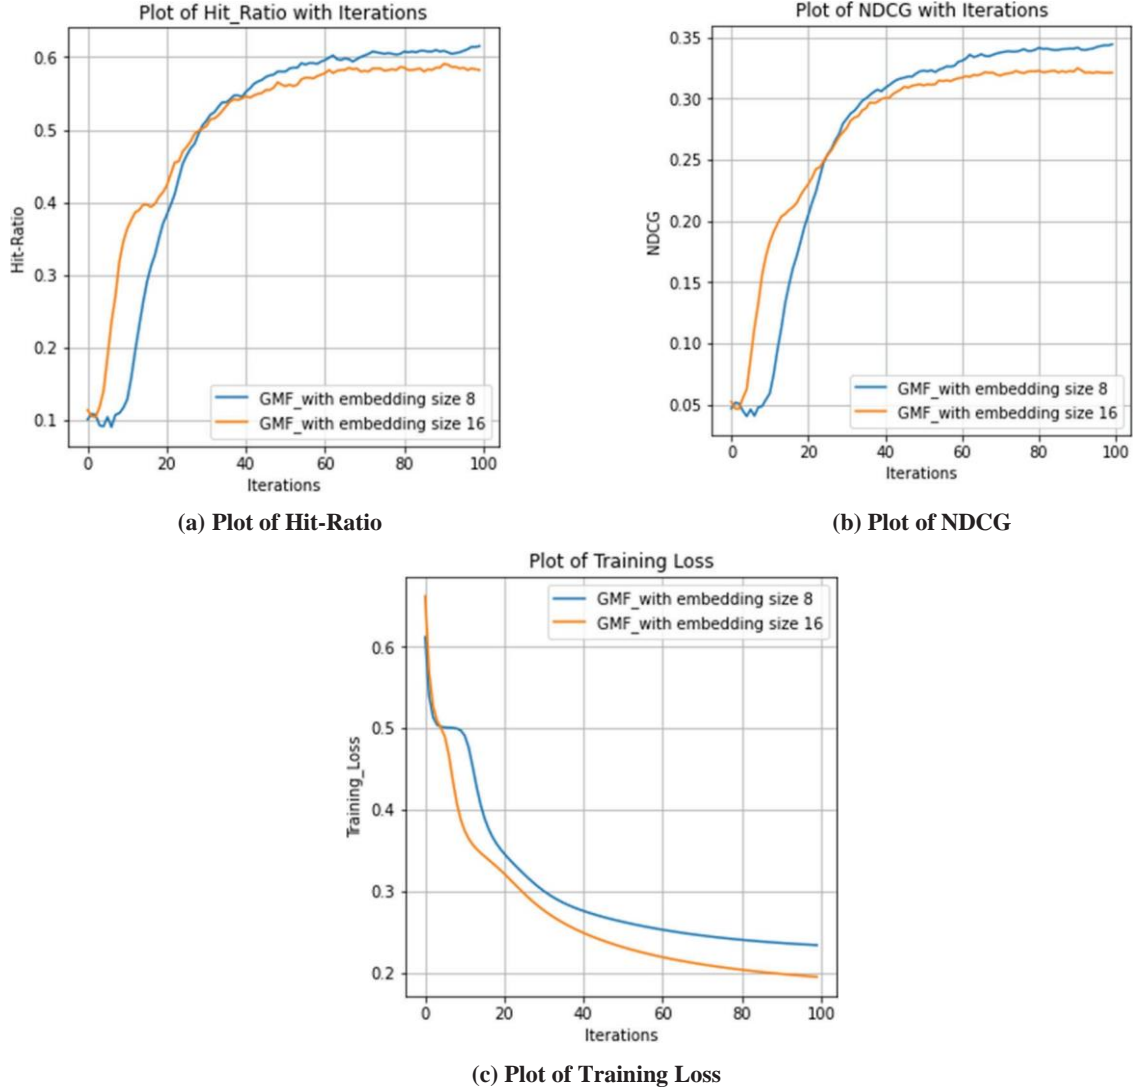 Plot of Hit_Ratio with Iterations
0.6
0.5
0.4
0.3
0.2
0.1
Hit-Ratio
GMF_with embedding size 8
GMF_with embedding size 16
0 20 40 60 80 100
Iterations
(a) Plot of Hit-Ratio
Plot of NDCG with Iterations
0.35
0.30
0.25
0.20
0.15
0.10
0.05
NDCG
GMF_with embedding size 8
GMF_with embedding size 16
0 20 40 60 80 100
Iterations
(b) Plot of NDCG
Plot of Training Loss
GMF_with embedding size 8
GMF_with embedding size 16
0.6
0.5
0.4
0.3
0.2
Training_Loss
0 20 40 60 80 100
Iterations
(c) Plot of Training Loss